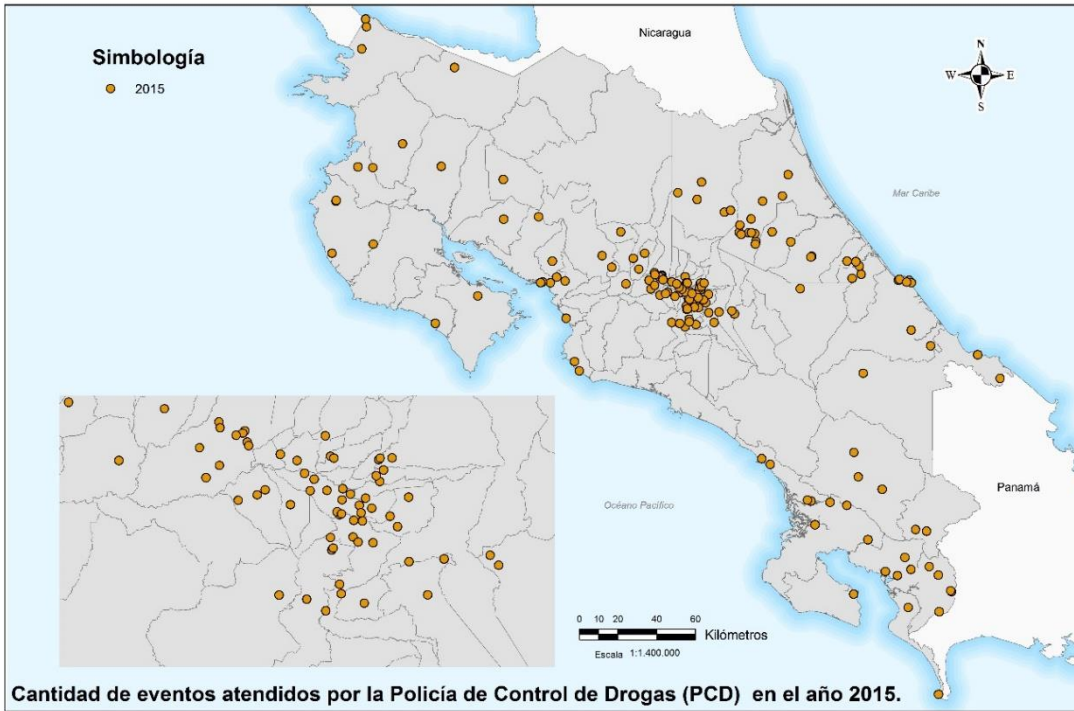 Nicaragua
Simbología
2015
N
W E
S
Mar Caribe
Panamá
Océano Pacífico
0 10 20 40 60
Kilómetros
Escala 1:1.400.000
Cantidad de eventos atendidos por la Policía de Control de Drogas (PCD) en el año 2015.